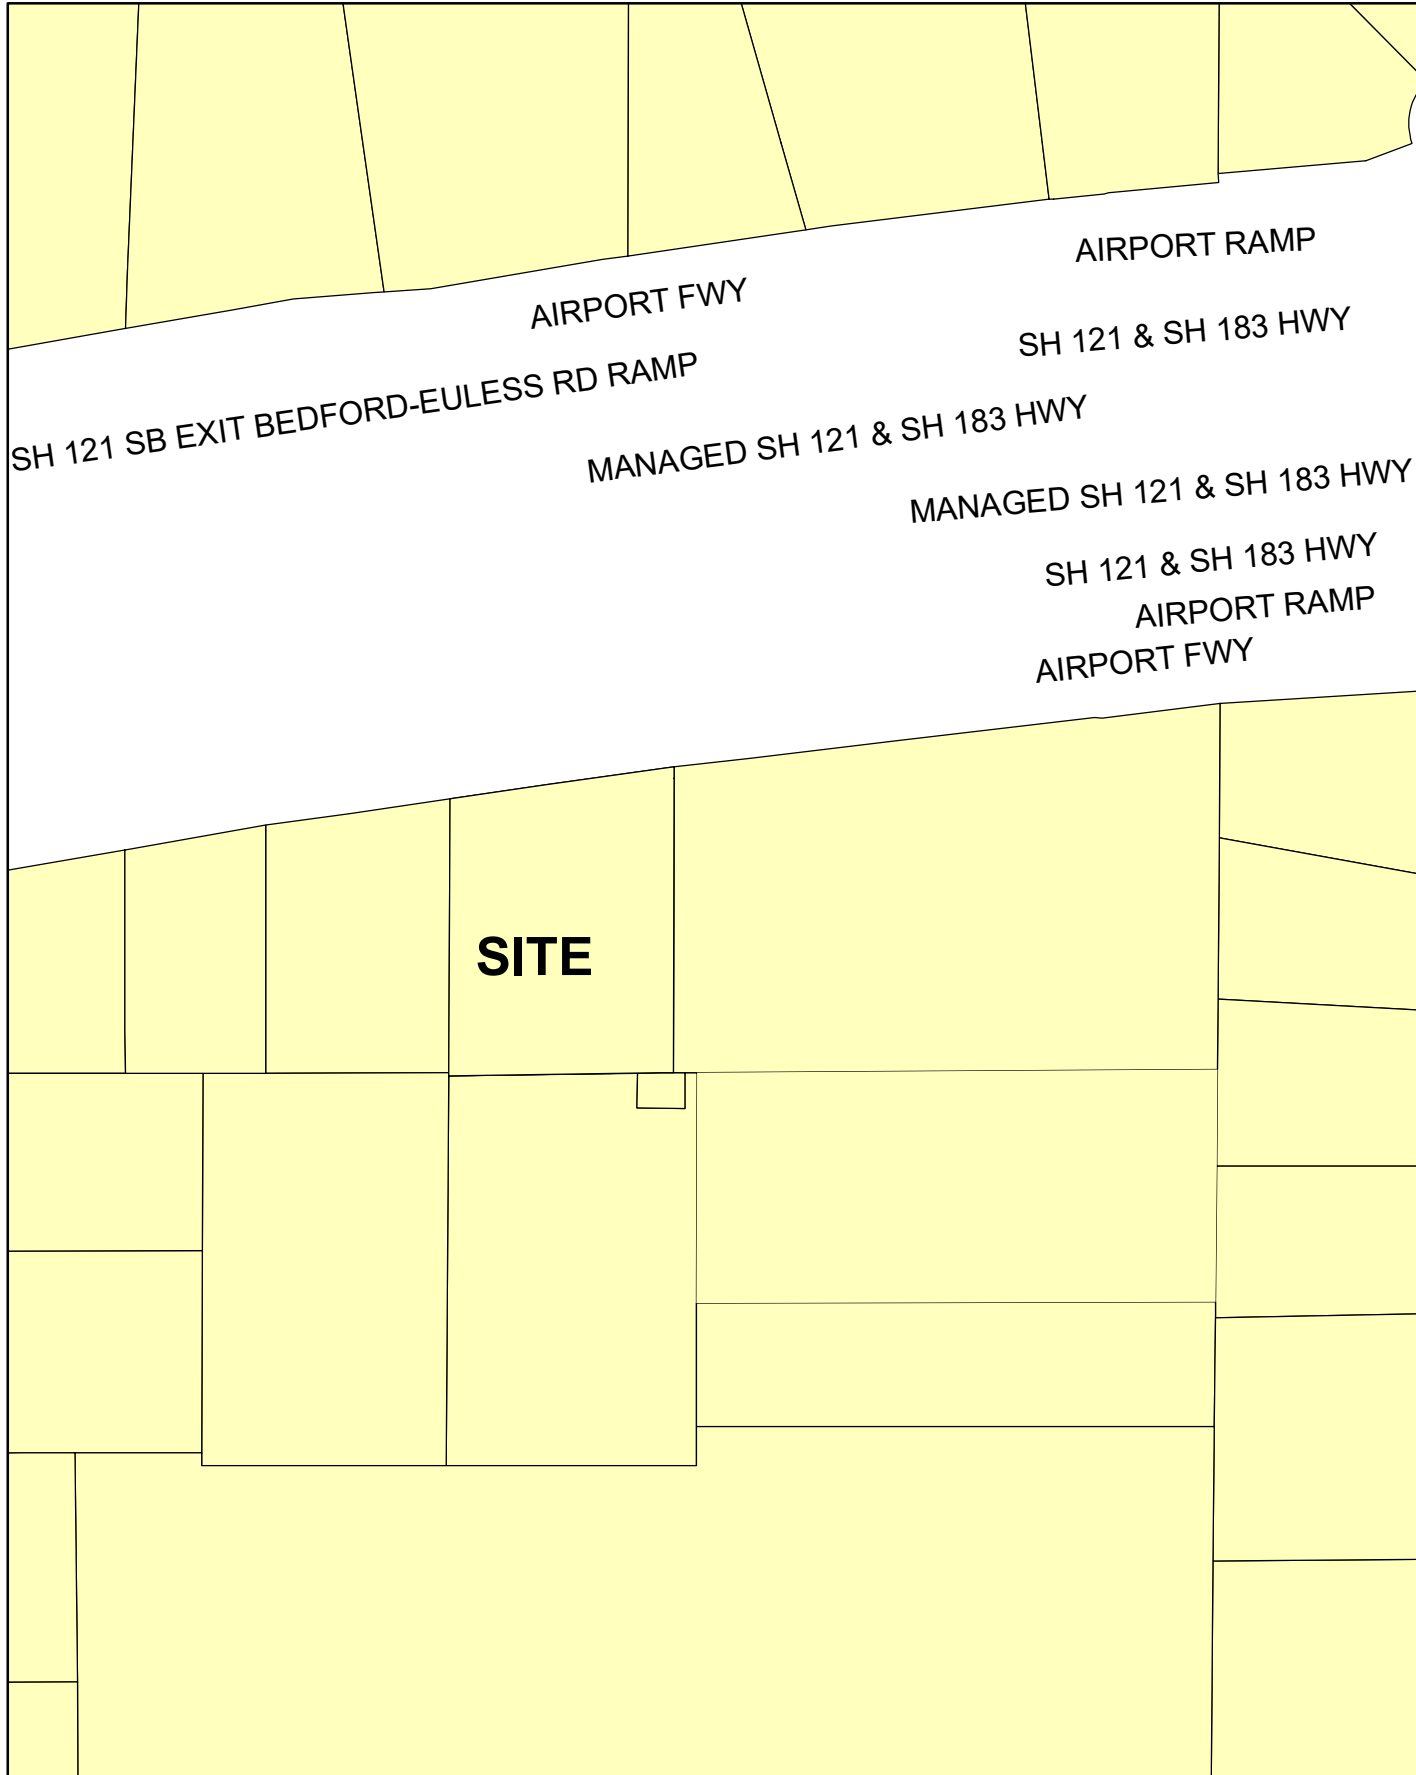 AIRPORT RAMP
AIRPORT FWY
SH 121 & SH 183 HWY
SH 121 SB EXIT BEDFORD-EULESS RD RAMP
MANAGED SH 121 & SH 183 HWY
MANAGED SH 121 & SH 183 HWY
SH 121 & SH 183 HWY
AIRPORT RAMP
AIRPORT FWY
SITE